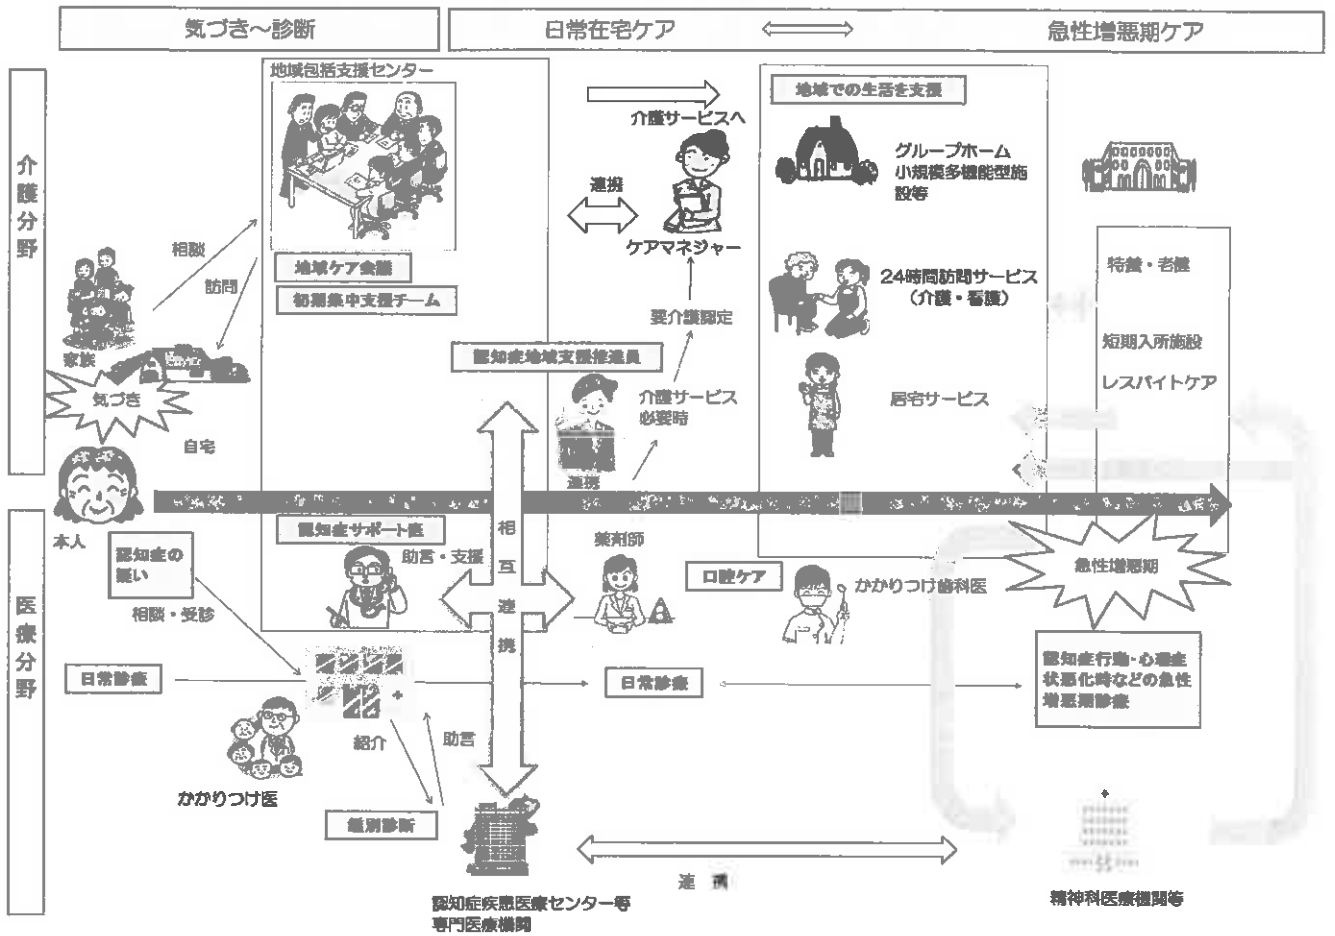 気づき～診断
日常在宅ケア
急性増悪期ケア
介護分野
地域包括支援センター
地域ケア会議
初期集中支援チーム
相談
訪問
家族
気づき
自宅
本人
介護サービスへ
連携
ケアマネジャー
要介護認定
認知症地域支援推進員
介護サービス
必要時
連携
地域での生活を支援
グループホーム
小規模多機能型施
設等
24時間訪問サービス
（介護・看護）
居宅サービス
特養・老健
短期入所施設
レスパイトケア
医療分野
認知症の
疑い
相談・受診
認知症サポート医
助言・支援
相互連携
薬剤師
口腔ケア
かかりつけ歯科医
急性増悪期
日常診療
日常診療
認知症行動・心理症
状悪化時などの急性
増悪期診療
かかりつけ医
紹介
助言
鑑別診断
認知症疾患医療センター等
専門医療機関
連携
精神科医療機関等